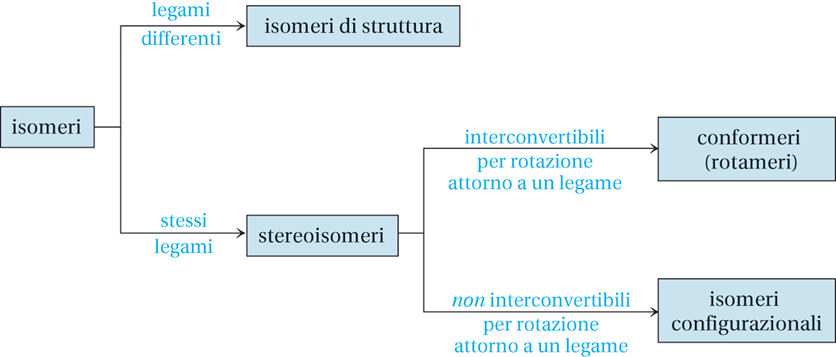 legami
differenti
isomeri di struttura
isomeri
stessi
legami
stereoisomeri
interconvertibili
per rotazione
attorno a un legame
conformeri
(rotameri)
non interconvertibili
per rotazione
attorno a un legame
isomeri
configurazionali